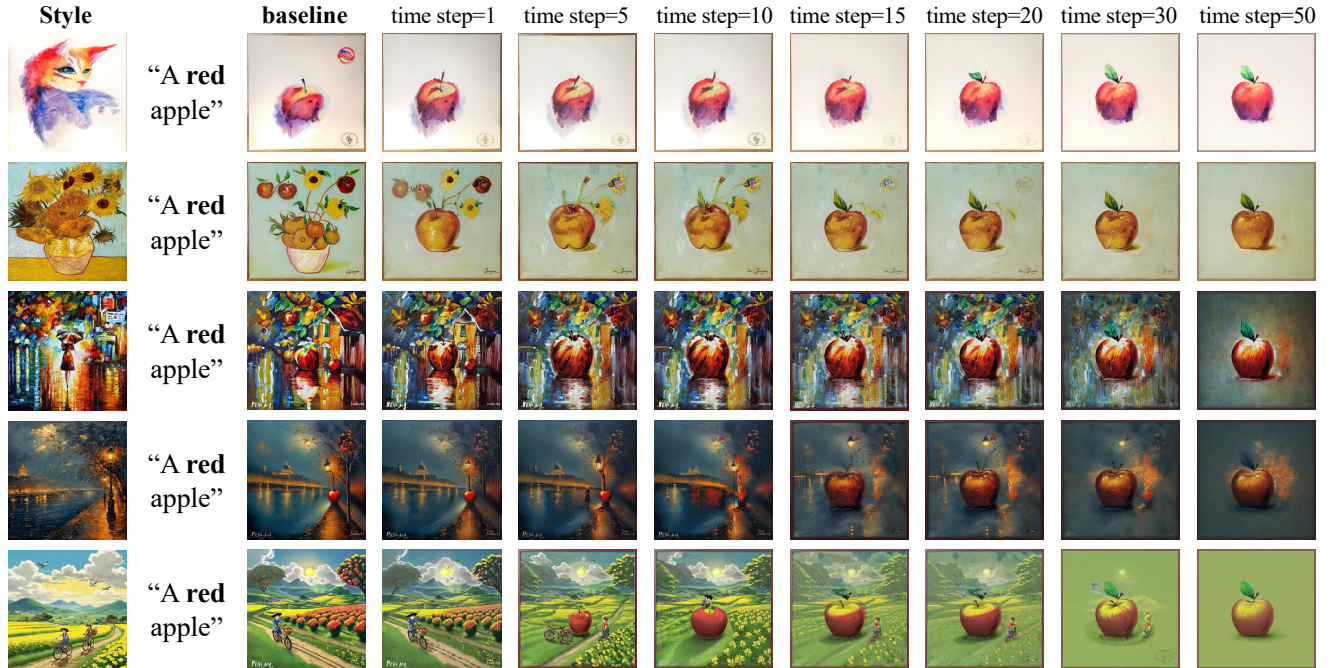 Style baseline time step=1 time step=5 time step=10 time step=15 time step=20 time step=30 time step=50
“A red
apple”
“A red
apple”
“A red
apple”
“A red
apple”
“A red
apple”